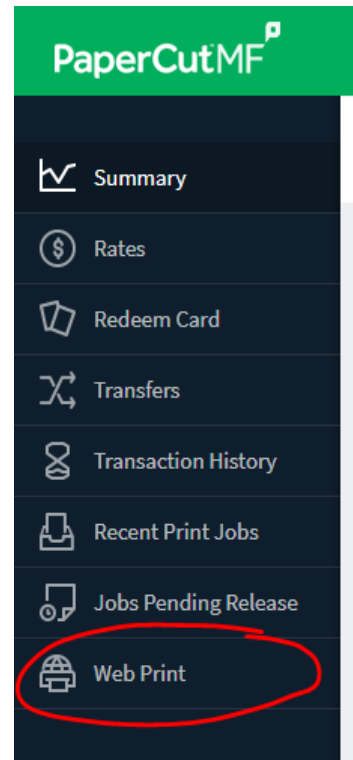 PaperCutMF
Summary
Rates
Redeem Card
Transfers
Transaction History
Recent Print Jobs
Jobs Pending Release
Web Print